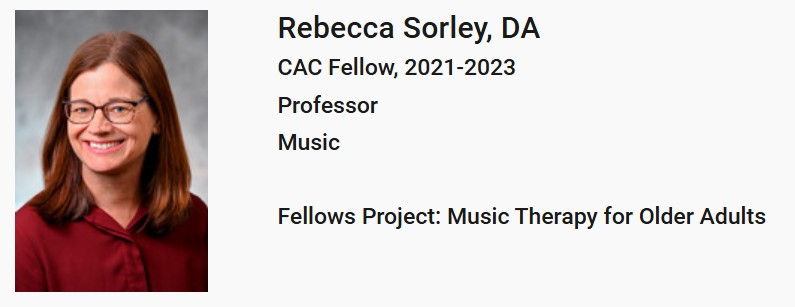 Rebecca Sorley, DA
CAC Fellow, 2021-2023
Professor
Music
Fellows Project: Music Therapy for Older Adults